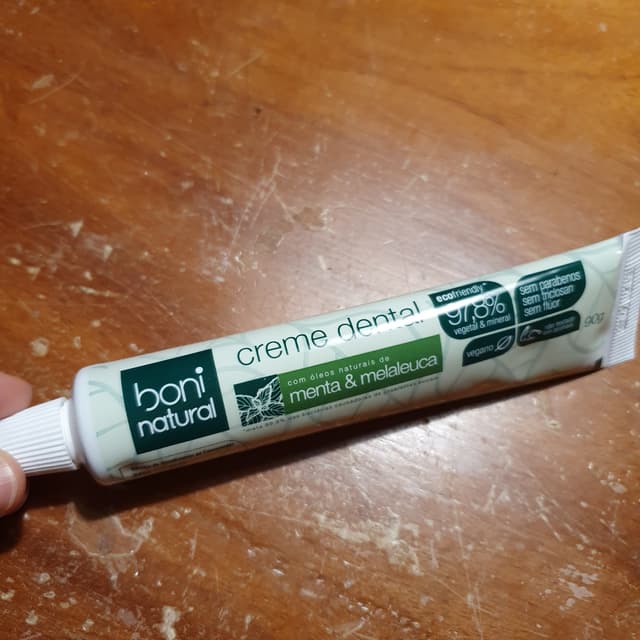 boni
natural
creme dental
com óleos naturais de
menta & melaleuca
ecofriendly
97,8%
vegetal & mineral
vegano
sem parabenos
sem triclosan
sem flúor
90g